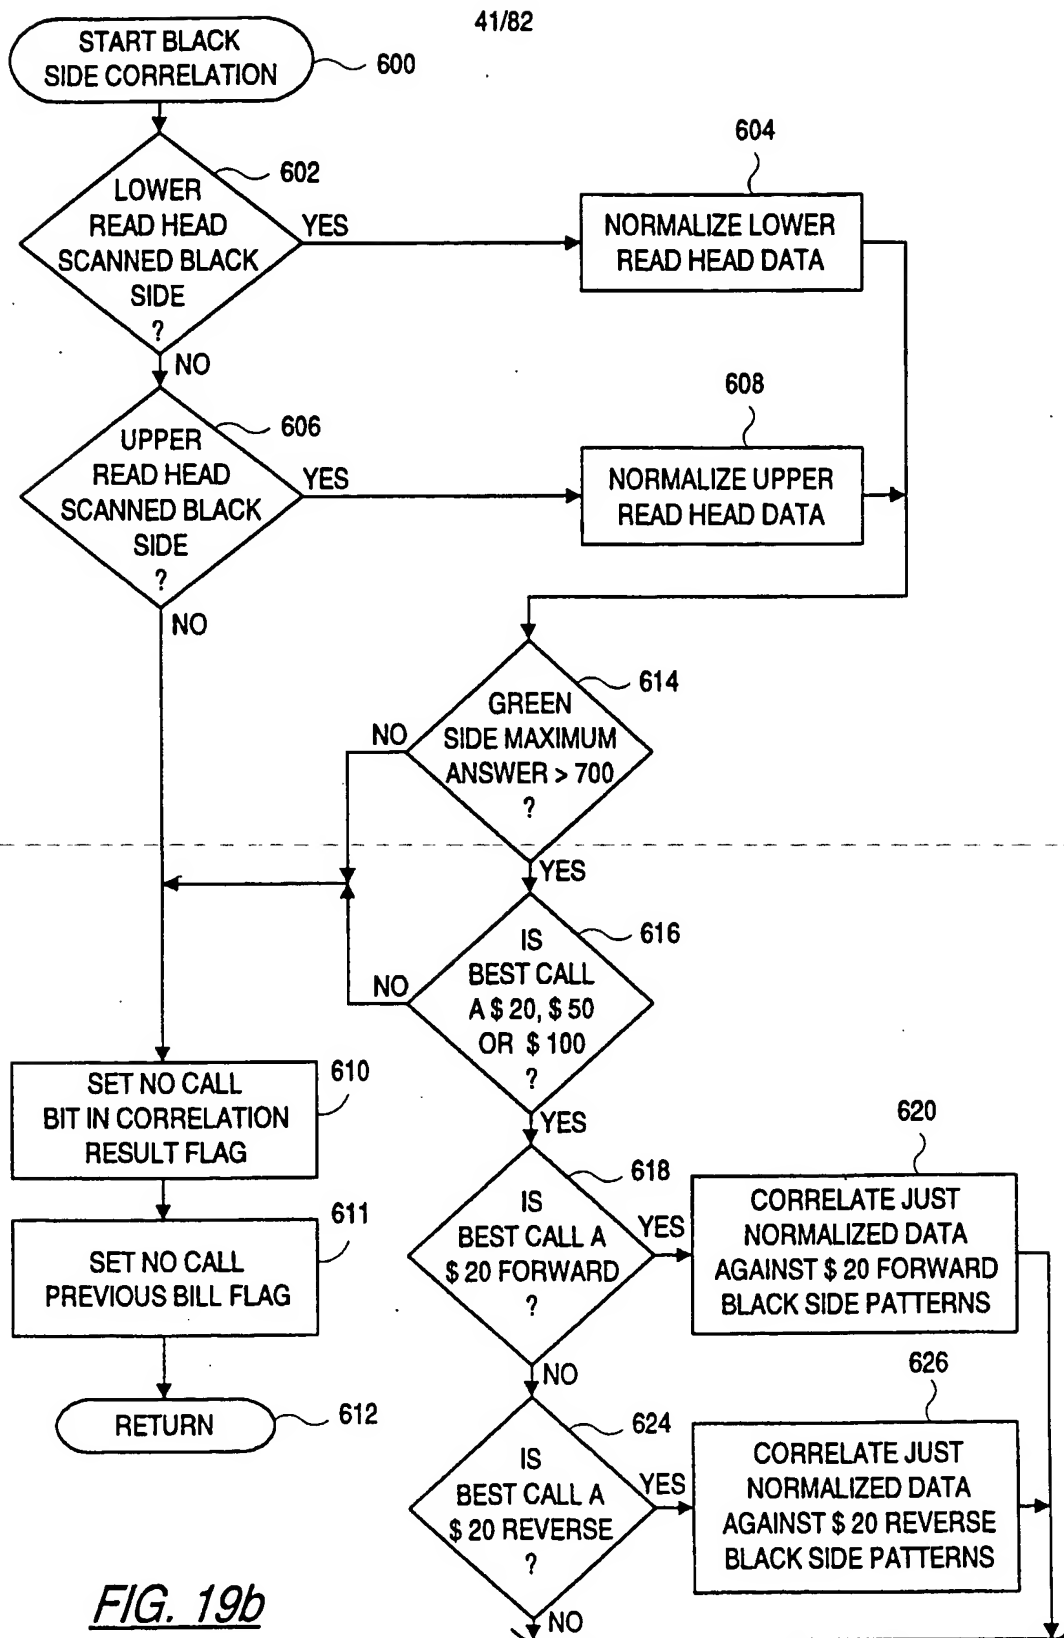 41/82
START BLACK
SIDE CORRELATION
600
602
LOWER
READ HEAD
SCANNED BLACK
SIDE
?
YES
NO
604
NORMALIZE LOWER
READ HEAD DATA
606
UPPER
READ HEAD
SCANNED BLACK
SIDE
?
YES
NO
608
NORMALIZE UPPER
READ HEAD DATA
614
GREEN
SIDE MAXIMUM
ANSWER > 700
?
NO
YES
616
IS
BEST CALL
A $ 20, $ 50
OR $ 100
?
NO
YES
610
SET NO CALL
BIT IN CORRELATION
RESULT FLAG
611
SET NO CALL
PREVIOUS BILL FLAG
RETURN
612
618
IS
BEST CALL A
$ 20 FORWARD
?
YES
NO
620
CORRELATE JUST
NORMALIZED DATA
AGAINST $ 20 FORWARD
BLACK SIDE PATTERNS
624
IS
BEST CALL A
$ 20 REVERSE
?
YES
NO
626
CORRELATE JUST
NORMALIZED DATA
AGAINST $ 20 REVERSE
BLACK SIDE PATTERNS
FIG. 19b